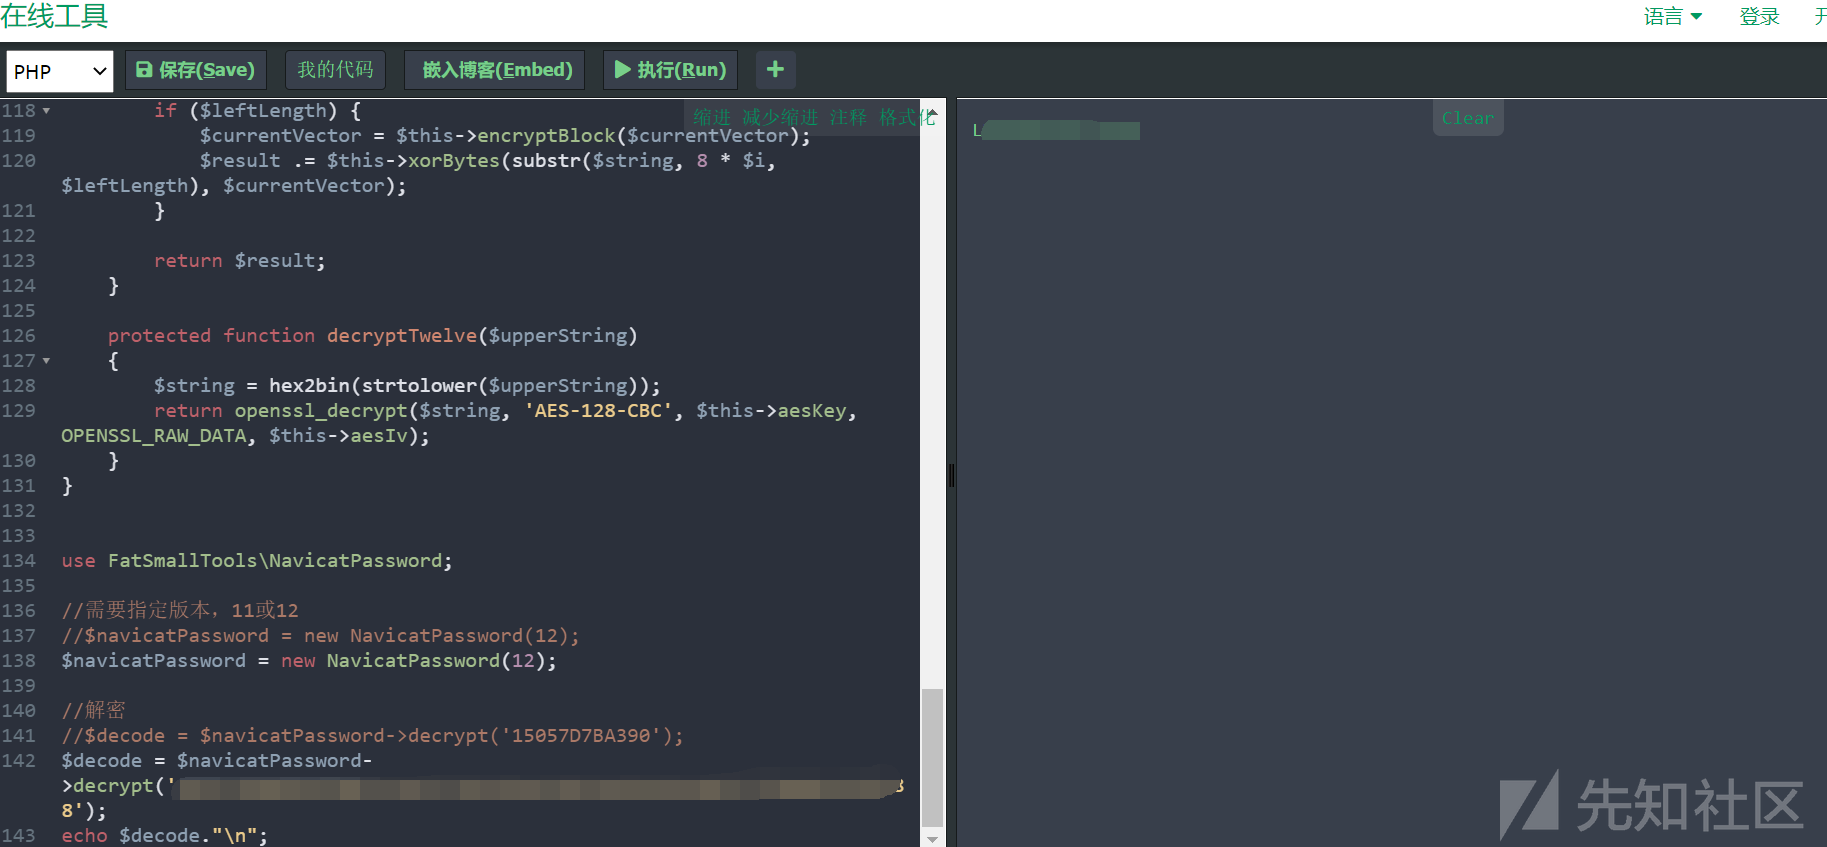 在线工具
语言 登录 开
PHP 保存(Save) 我的代码 嵌入博客(Embed) 执行(Run) +
缩进 减少缩进 注释 格式化
Clear
118 if ($leftLength) {
119 $currentVector = $this->encryptBlock($currentVector);
120 $result .= $this->xorBytes(substr($string, 8 * $i,
$leftLength), $currentVector);
121 }
122
123 return $result;
124 }
125
126 protected function decryptTwelve($upperString)
127 {
128 $string = hex2bin(strtolower($upperString));
129 return openssl_decrypt($string, 'AES-128-CBC', $this->aesKey,
OPENSSL_RAW_DATA, $this->aesIv);
130 }
131 }
132
133
134 use FatSmallTools\NavicatPassword;
135
136 //需要指定版本，11或12
137 //$navicatPassword = new NavicatPassword(12);
138 $navicatPassword = new NavicatPassword(12);
139
140 //解密
141 //$decode = $navicatPassword->decrypt('15057D7BA390');
142 $decode = $navicatPassword-
>decrypt('
8');
143 echo $decode."\n";
L
先知社区